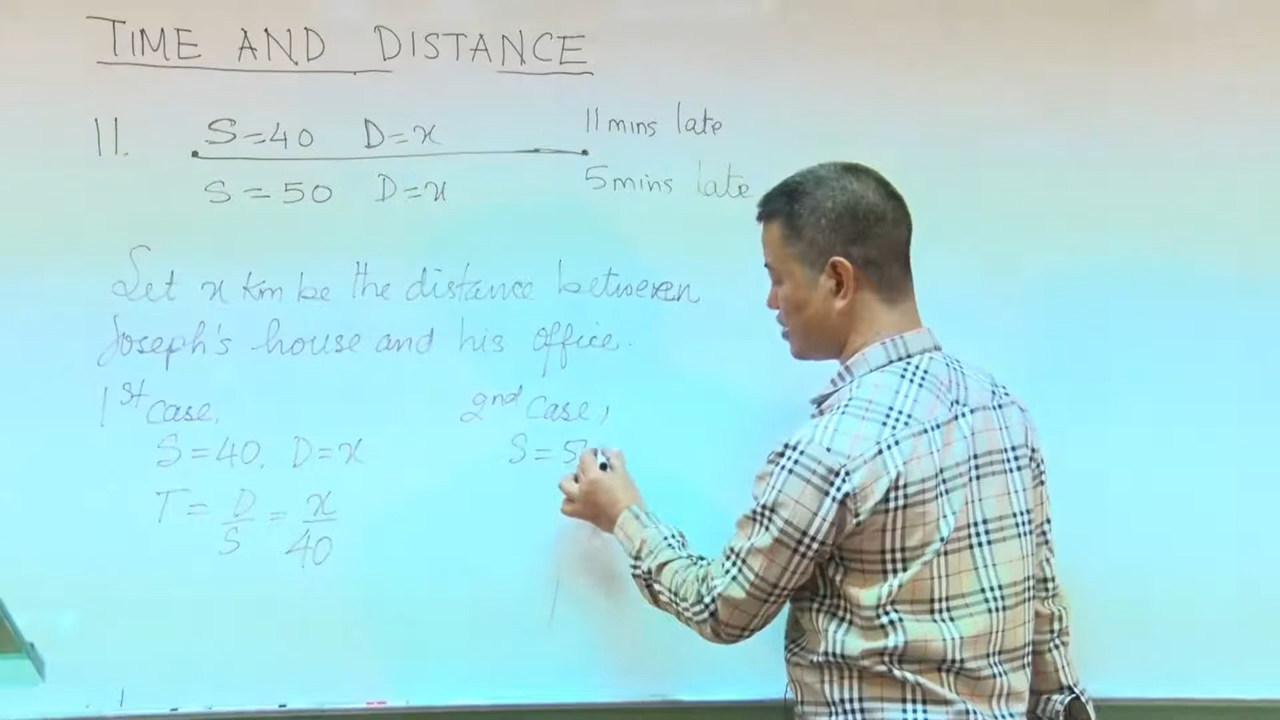 TIME AND DISTANCE
11. S=40 D=x 11 mins late
S=50 D=x 5 mins late
Let x km be the distance between
Joseph's house and his office.
1st case, 2nd case,
S=40, D=x S=5
T = D/S = x/40